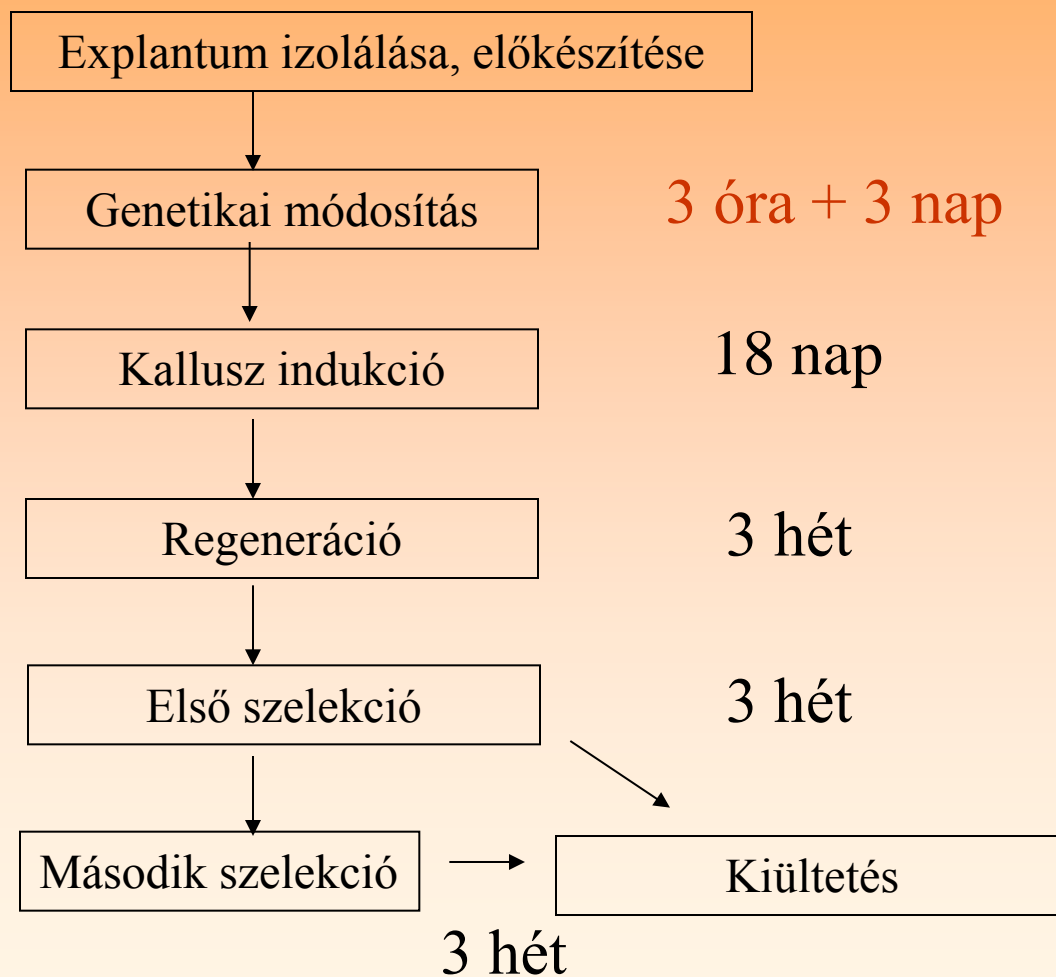 Explantum izolálása, előkészítése
Genetikai módosítás
3 óra + 3 nap
Kallusz indukció
18 nap
Regeneráció
3 hét
Első szelekció
3 hét
Második szelekció
Kiültetés
3 hét